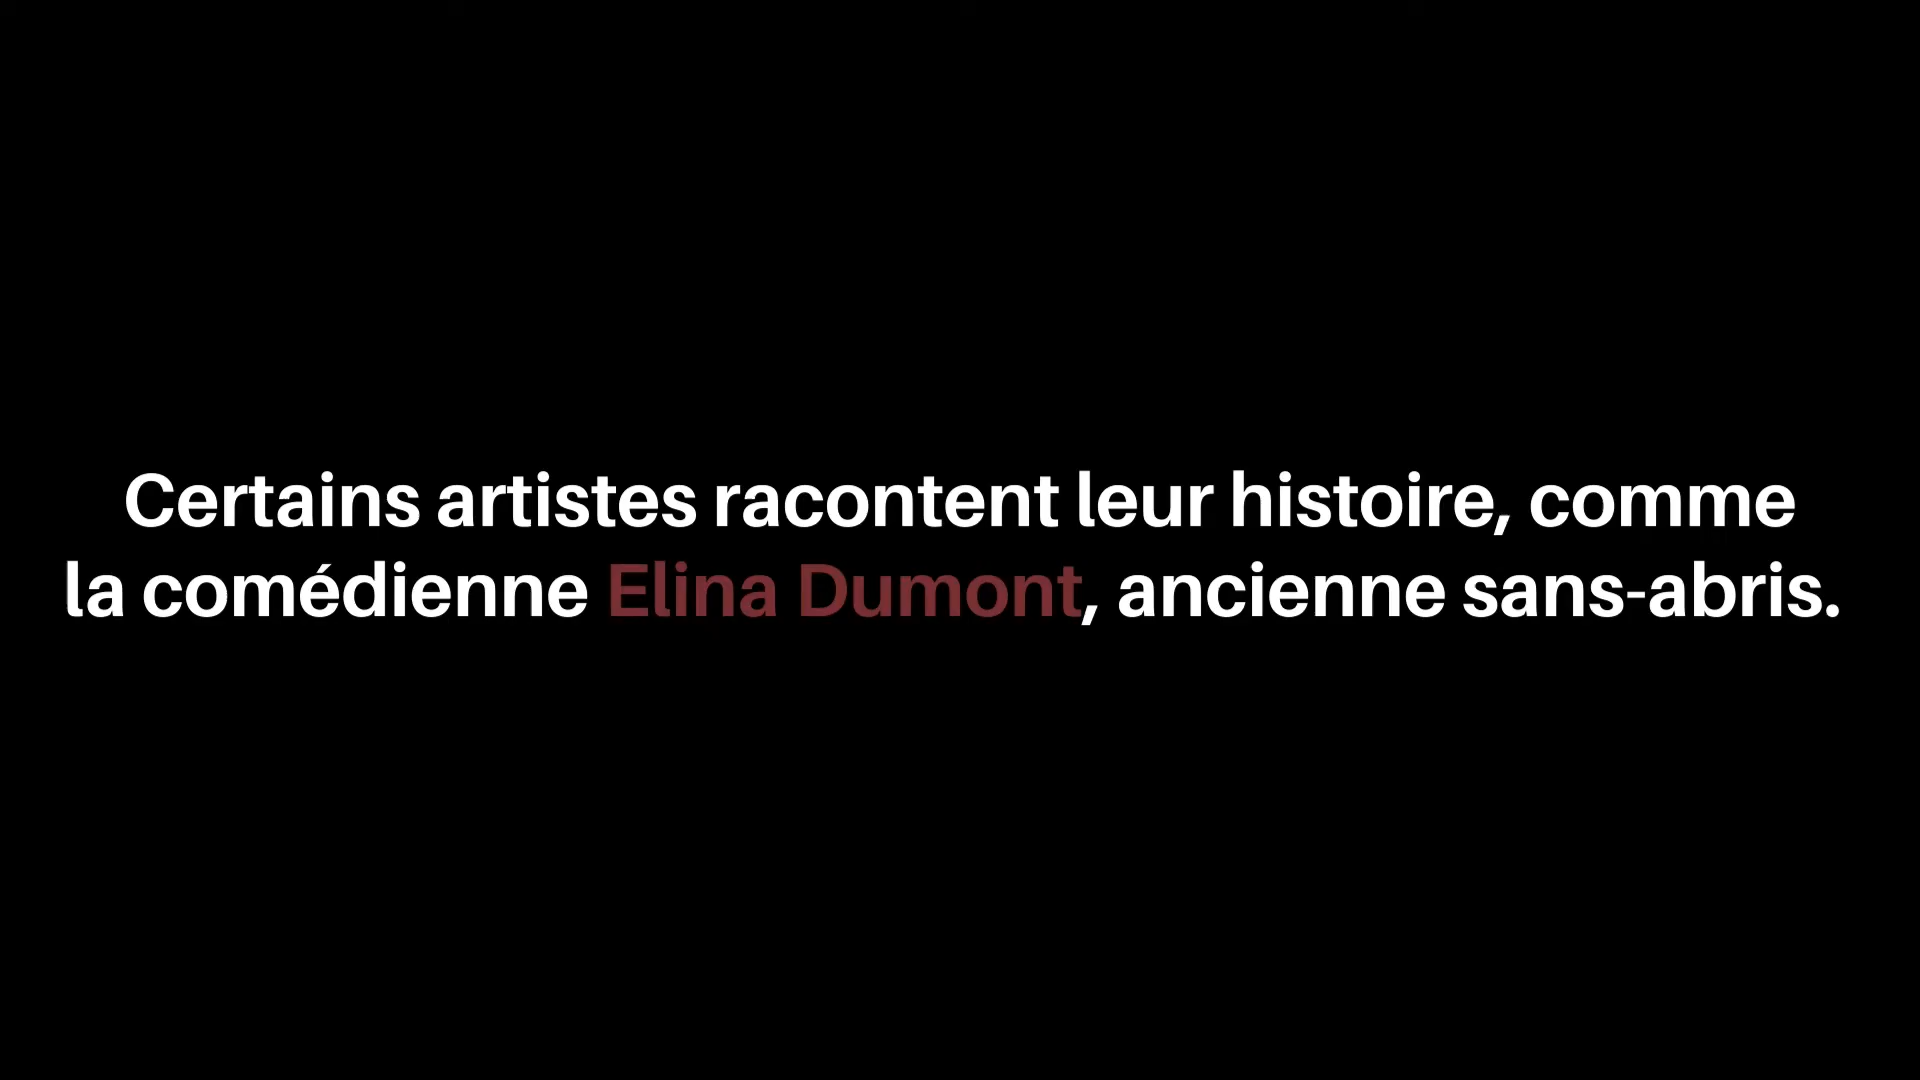 Certains artistes racontent leur histoire, comme
la comédienne Elina Dumont, ancienne sans-abris.